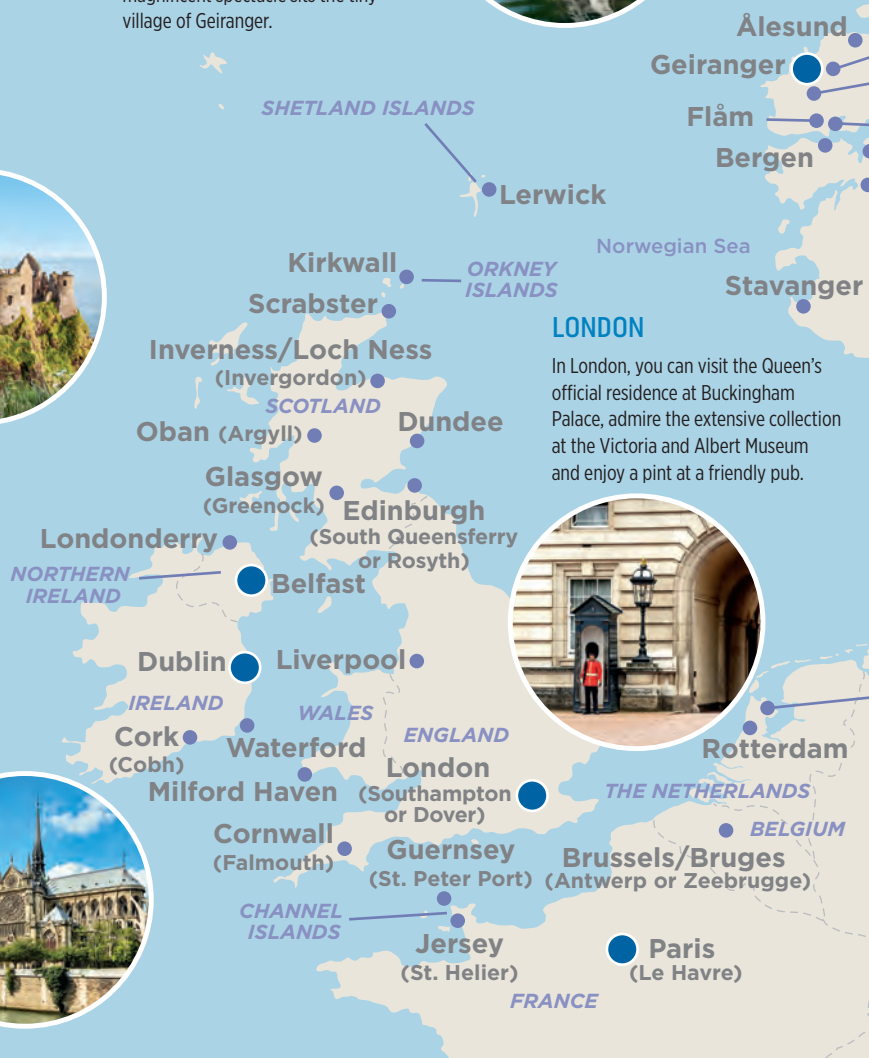 magnificent spectacle sits the tiny
village of Geiranger.
Ålesund
Geiranger
SHETLAND ISLANDS
Flåm
Bergen
Lerwick
Norwegian Sea
Kirkwall
ORKNEY
ISLANDS
Stavanger
Scrabster
LONDON
In London, you can visit the Queen's
official residence at Buckingham
Palace, admire the extensive collection
at the Victoria and Albert Museum
and enjoy a pint at a friendly pub.
Inverness/Loch Ness
(Invergordon)
SCOTLAND
Dundee
Oban (Argyll)
Glasgow
(Greenock)
Edinburgh
(South Queensferry
or Rosyth)
Londonderry
NORTHERN
IRELAND
Belfast
Dublin
Liverpool
IRELAND
WALES
ENGLAND
Cork
(Cobh)
Waterford
Rotterdam
London
(Southampton
or Dover)
Milford Haven
THE NETHERLANDS
BELGIUM
Cornwall
(Falmouth)
Guernsey
(St. Peter Port)
Brussels/Bruges
(Antwerp or Zeebrugge)
CHANNEL
ISLANDS
Jersey
(St. Helier)
Paris
(Le Havre)
FRANCE